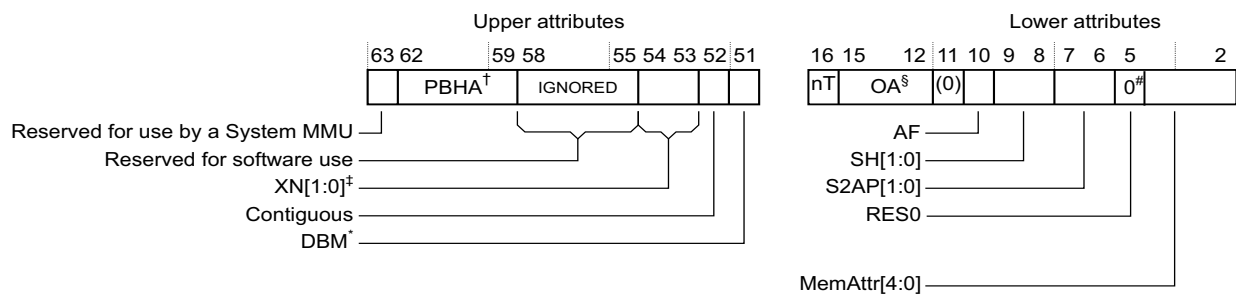 Upper attributes
Lower attributes
63 62 59 58 55 54 53 52 51
16 15 12 11 10 9 8 7 6 5 2
PBHA† IGNORED
nT OA§ (0) 0#
Reserved for use by a System MMU
Reserved for software use
XN[1:0]‡
Contiguous
DBM*
AF
SH[1:0]
S2AP[1:0]
RES0
MemAttr[4:0]